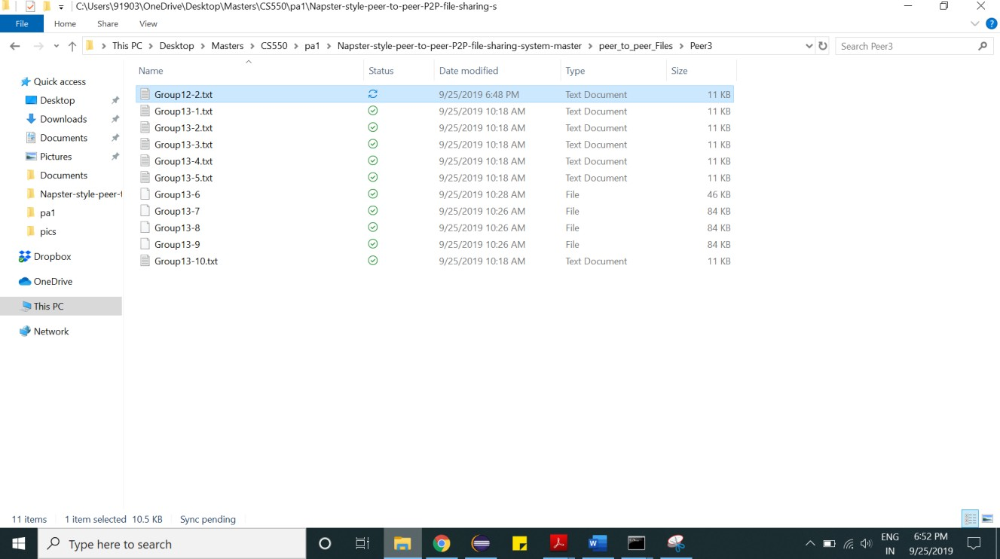 C:\Users\91903\OneDrive\Desktop\Masters\CS550\pa1\Napster-style-peer-to-peer-P2P-file-sharing-s
File Home Share View
This PC > Desktop > Masters > CS550 > pa1 > Napster-style-peer-to-peer-P2P-file-sharing-system-master > peer_to_peer_Files > Peer3
Search Peer3
Quick access
Desktop
Downloads
Documents
Pictures
Documents
Napster-style-peer-t
pa1
pics
Dropbox
OneDrive
This PC
Network
Name Status Date modified Type Size
Group12-2.txt 9/25/2019 6:48 PM Text Document 11 KB
Group13-1.txt 9/25/2019 10:18 AM Text Document 11 KB
Group13-2.txt 9/25/2019 10:18 AM Text Document 11 KB
Group13-3.txt 9/25/2019 10:18 AM Text Document 11 KB
Group13-4.txt 9/25/2019 10:18 AM Text Document 11 KB
Group13-5.txt 9/25/2019 10:18 AM Text Document 11 KB
Group13-6 9/25/2019 10:28 AM File 46 KB
Group13-7 9/25/2019 10:26 AM File 84 KB
Group13-8 9/25/2019 10:26 AM File 84 KB
Group13-9 9/25/2019 10:26 AM File 84 KB
Group13-10.txt 9/25/2019 10:18 AM Text Document 11 KB
11 items 1 item selected 10.5 KB Sync pending
Type here to search
ENG
IN
6:52 PM
9/25/2019